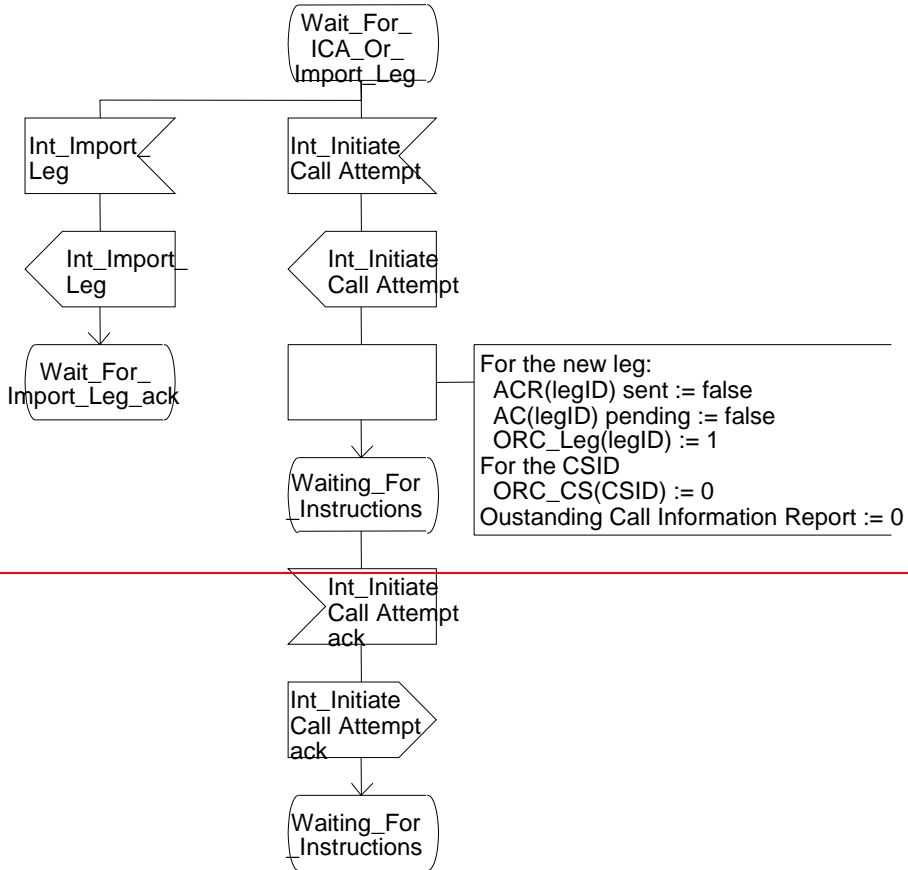 Wait_For_
ICA_Or_
Import_Leg
Int_Import_
Leg
Int_Initiate
Call Attempt
Int_Import_
Leg
Int_Initiate
Call Attempt
Wait_For_
Import_Leg_ack
For the new leg:
ACR(legID) sent := false
AC(legID) pending := false
ORC_Leg(legID) := 1
For the CSID
ORC_CS(CSID) := 0
Oustanding Call Information Report := 0
Waiting_For
_Instructions
Int_Initiate
Call Attempt
ack
Int_Initiate
Call Attempt
ack
Waiting_For
_Instructions